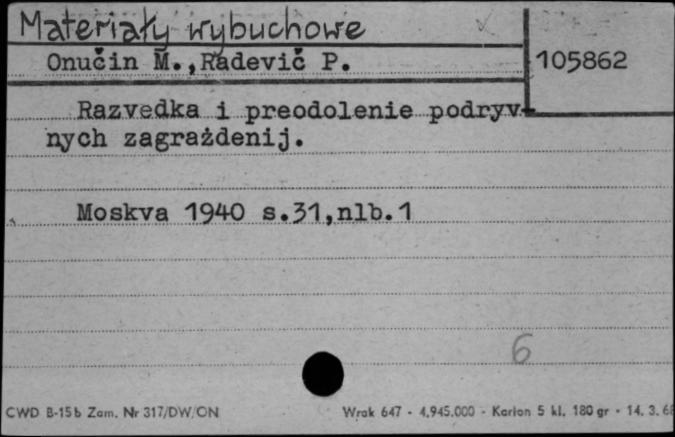 Materiały wybuchowe
Onučin M.,Radevič P.
105862
Razvedka i preodolenie podryv-
nych zagraždenij.
Moskva 1940 s.31,nlb.1
6
CWD B-15b Zam. Nr 317/DW/ON
Wrak 647 - 4.945.000 - Karton 5 kl. 180 gr - 14. 3. 68